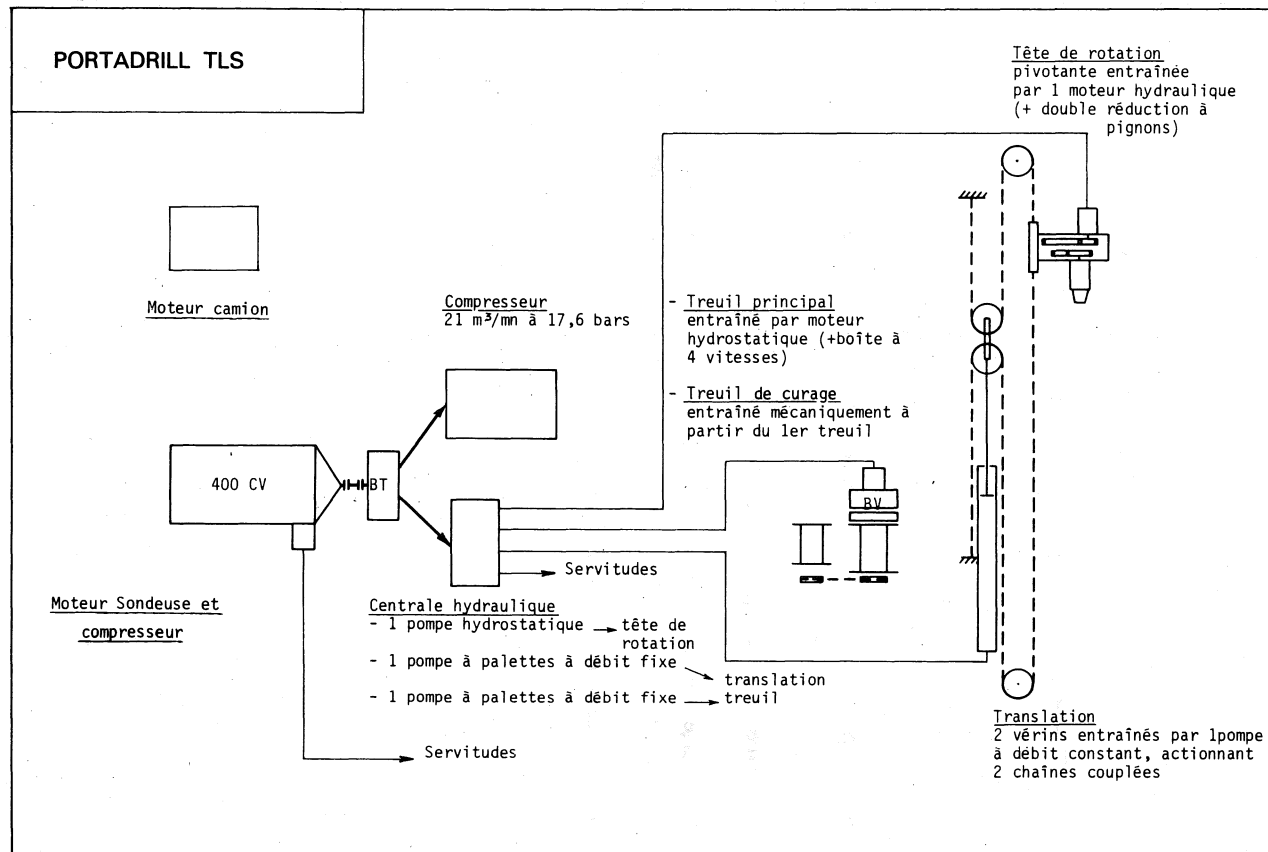 PORTADRILL TLS
Tête de rotation
pivotante entraînée
par 1 moteur hydraulique
(+ double réduction à
pignons)
Moteur camion
Compresseur
21 m³/mn à 17,6 bars
- Treuil principal
entraîné par moteur
hydrostatique (+boîte à
4 vitesses)
- Treuil de curage
entraîné mécaniquement à
partir du 1er treuil
400 CV
BT
BV
Servitudes
Moteur Sondeuse et
compresseur
Centrale hydraulique
- 1 pompe hydrostatique → tête de
rotation
- 1 pompe à palettes à débit fixe
translation
- 1 pompe à palettes à débit fixe → treuil
Servitudes
Translation
2 vérins entraînés par 1pompe
à débit constant, actionnant
2 chaînes couplées